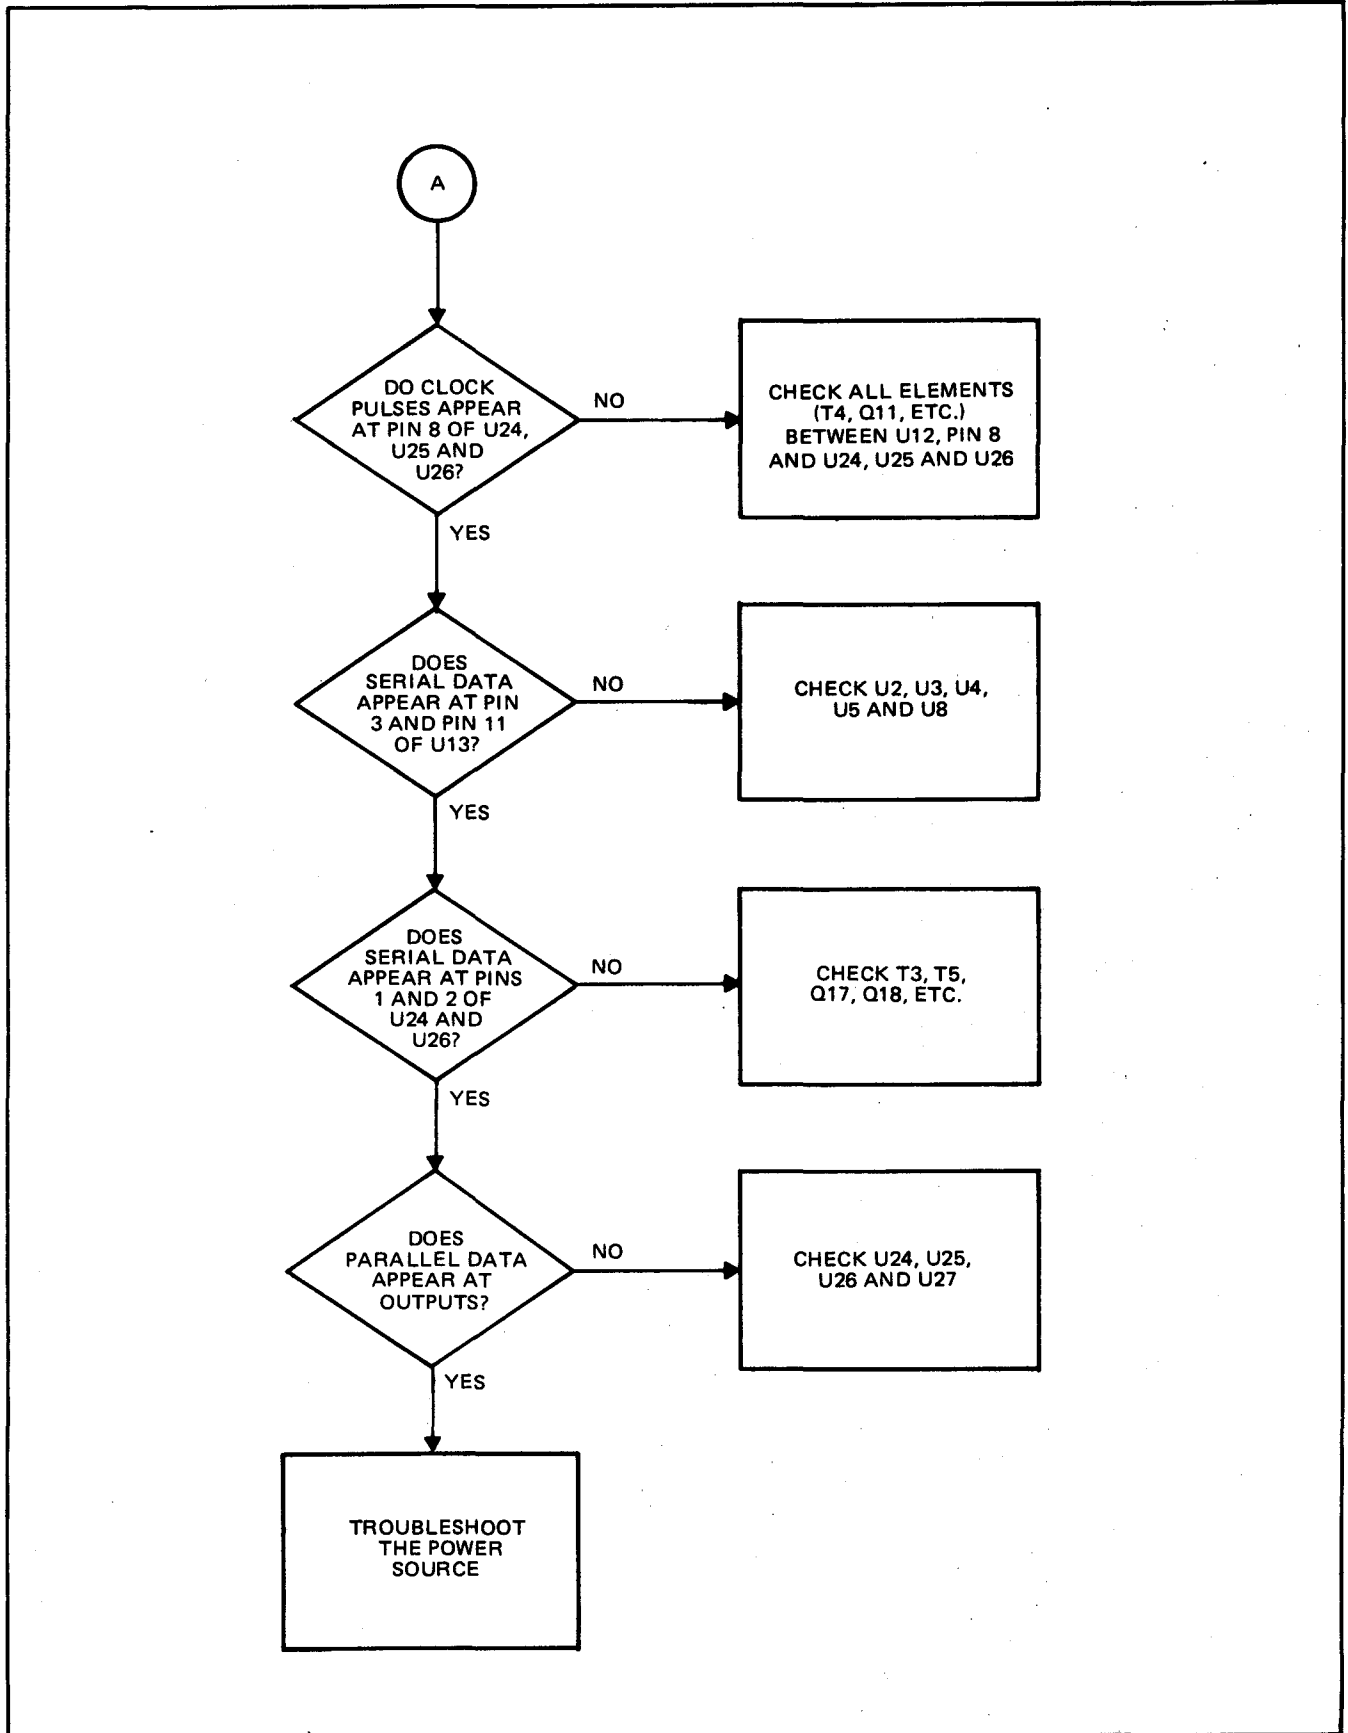 A
DO CLOCK
PULSES APPEAR
AT PIN 8 OF U24,
U25 AND
U26?
NO
CHECK ALL ELEMENTS
(T4, Q11, ETC.)
BETWEEN U12, PIN 8
AND U24, U25 AND U26
YES
DOES
SERIAL DATA
APPEAR AT PIN
3 AND PIN 11
OF U13?
NO
CHECK U2, U3, U4,
U5 AND U8
YES
DOES
SERIAL DATA
APPEAR AT PINS
1 AND 2 OF
U24 AND
U26?
NO
CHECK T3, T5,
Q17, Q18, ETC.
YES
DOES
PARALLEL DATA
APPEAR AT
OUTPUTS?
NO
CHECK U24, U25,
U26 AND U27
YES
TROUBLESHOOT
THE POWER
SOURCE